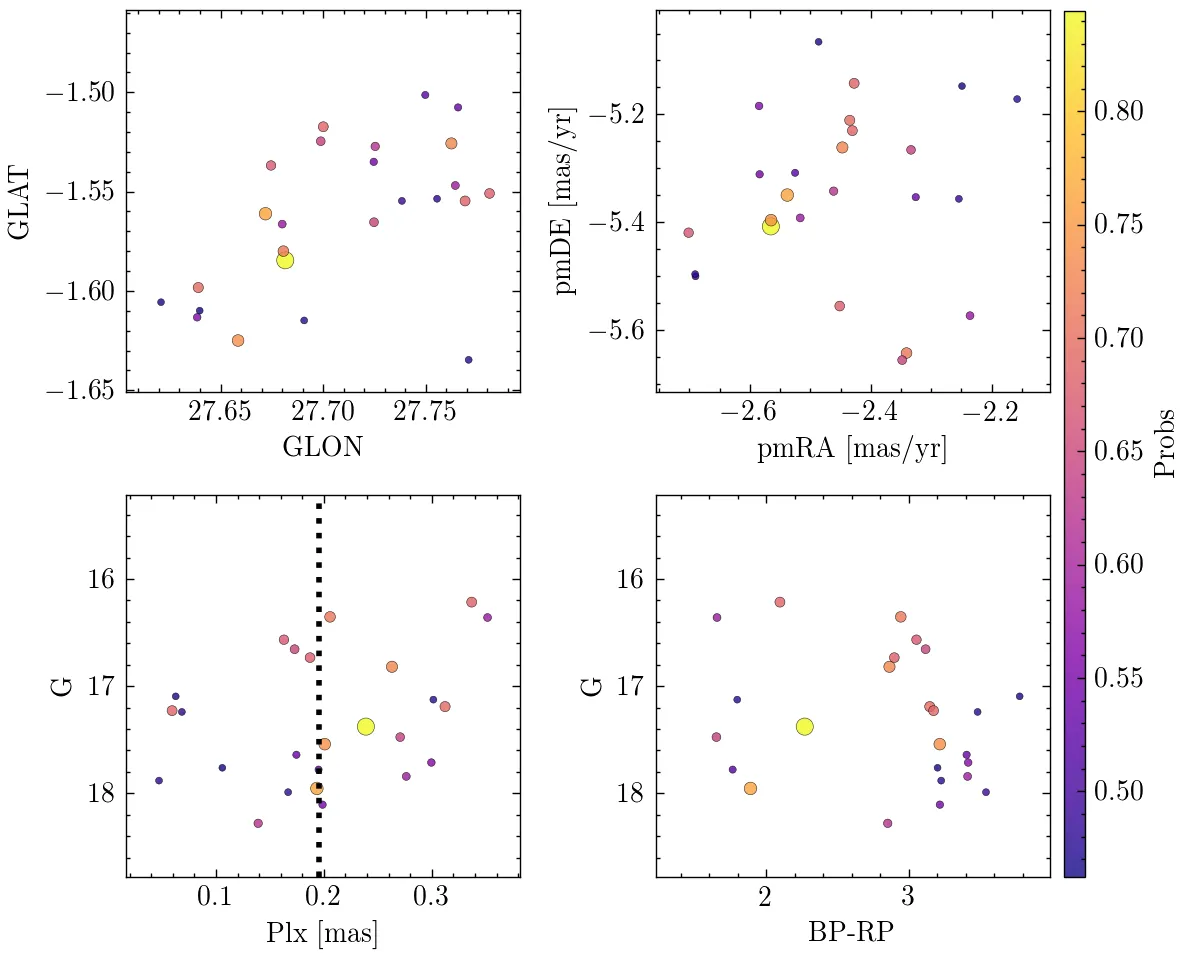 −1.50
−1.55
−1.60
−1.65
GLAT
27.65 27.70 27.75
GLON
−5.2
−5.4
−5.6
pmDE [mas/yr]
−2.6 −2.4 −2.2
pmRA [mas/yr]
16
17
18
G
0.1 0.2 0.3
Plx [mas]
16
17
18
G
2 3
BP-RP
0.80
0.75
0.70
0.65
0.60
0.55
0.50
Probs